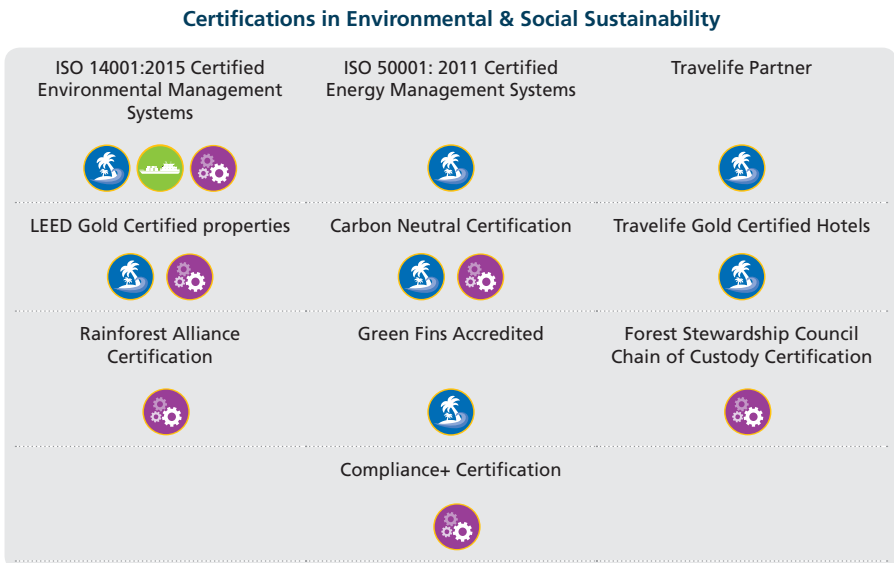 Certifications in Environmental & Social Sustainability
ISO 14001:2015 Certified
Environmental Management
Systems
ISO 50001: 2011 Certified
Energy Management Systems
Travelife Partner
LEED Gold Certified properties
Carbon Neutral Certification
Travelife Gold Certified Hotels
Rainforest Alliance
Certification
Green Fins Accredited
Forest Stewardship Council
Chain of Custody Certification
Compliance+ Certification